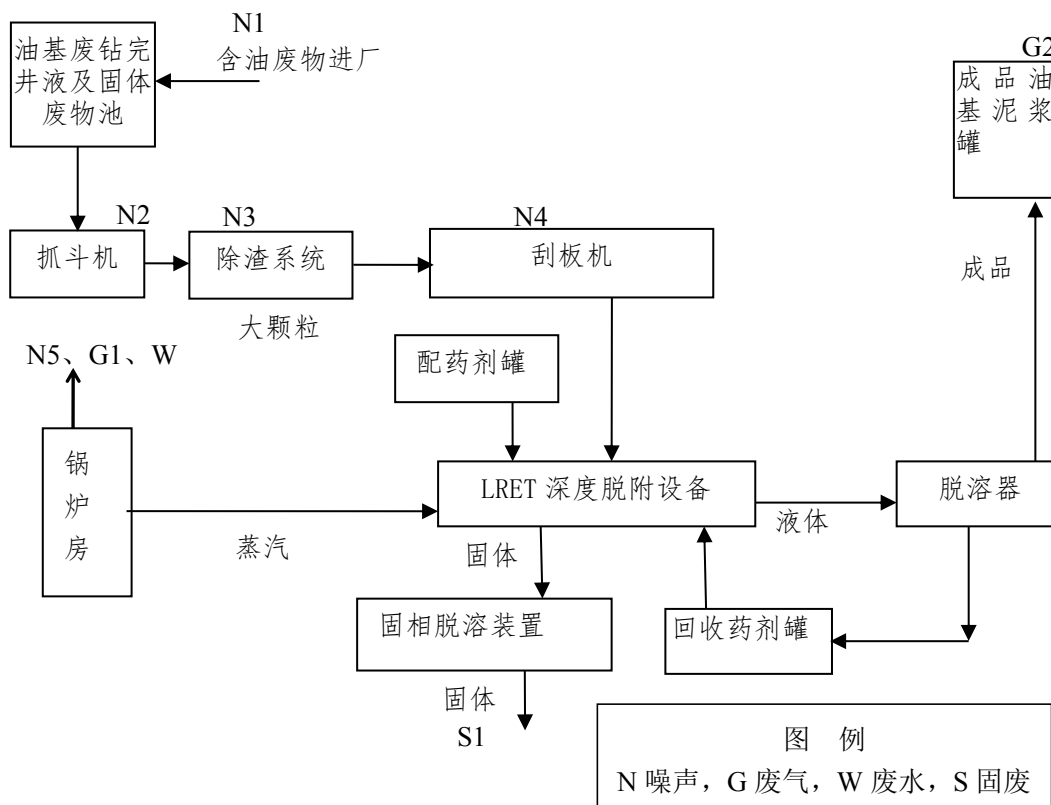 N1
含油废物进厂
油基废钻完
井液及固体
废物池
G2
成品油
基泥浆
罐
N2
N3
N4
抓斗机
除渣系统
刮板机
大颗粒
成品
N5、G1、W
配药剂罐
锅
炉
房
LRET 深度脱附设备
脱溶器
蒸汽
固体
液体
固相脱溶装置
回收药剂罐
固体
S1
图 例
N 噪声，G 废气，W 废水，S 固废